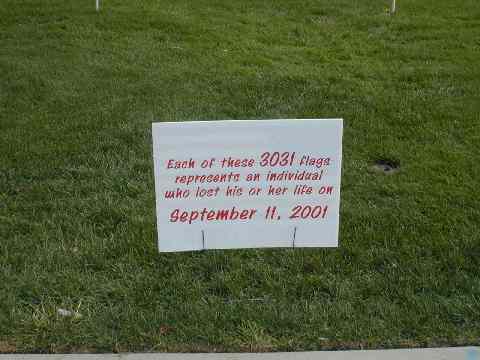 Each of these 3031 flags
represents an individual
who lost his or her life on
September 11, 2001